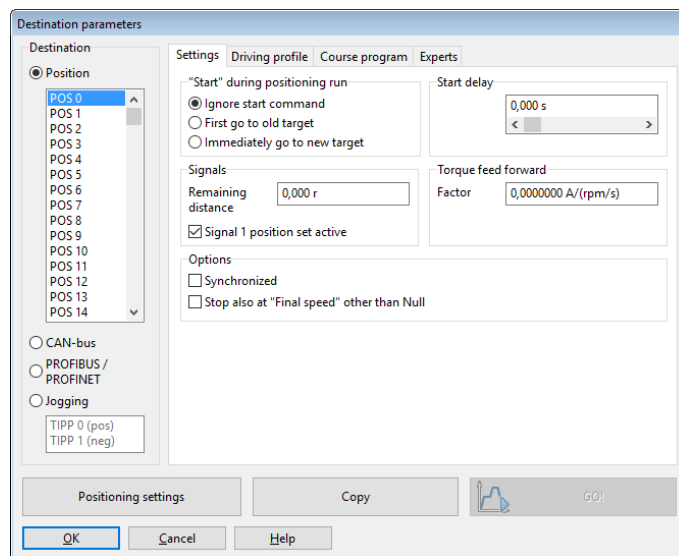 Destination parameters
Destination
Position
POS 0
POS 1
POS 2
POS 3
POS 4
POS 5
POS 6
POS 7
POS 8
POS 9
POS 10
POS 11
POS 12
POS 13
POS 14
CAN-bus
PROFIBUS /
PROFINET
Jogging
TIPP 0 (pos)
TIPP 1 (neg)
Settings
Driving profile
Course program
Experts
"Start" during positioning run
Ignore start command
First go to old target
Immediately go to new target
Start delay
0,000 s
Signals
Remaining
distance
0,000 r
Signal 1 position set active
Torque feed forward
Factor
0,0000000 A/(rpm/s)
Options
Synchronized
Stop also at "Final speed" other than Null
Positioning settings
Copy
GO!
OK
Cancel
Help